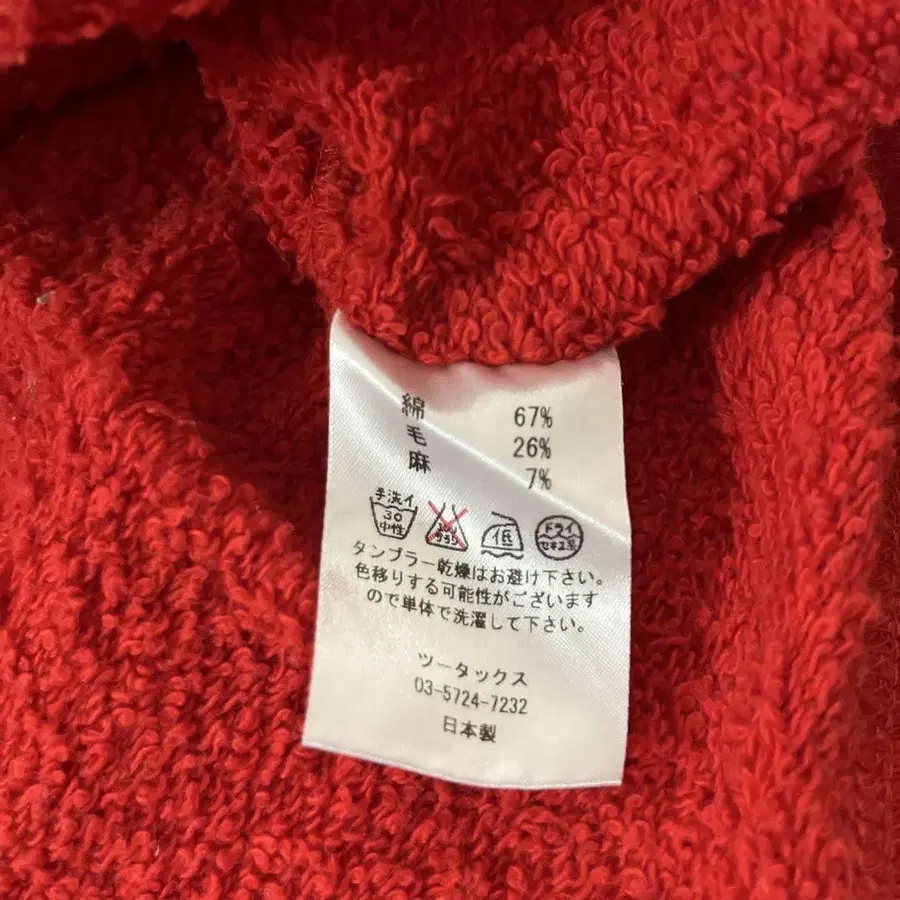 綿 67%
毛 26%
麻 7%
手洗イ
30
中性
低
ドライ
セキユ系
タンブラー乾燥はお避け下さい。
色移りする可能性がございます
ので単体で洗濯して下さい。
ツータックス
03-5724-7232
日本製